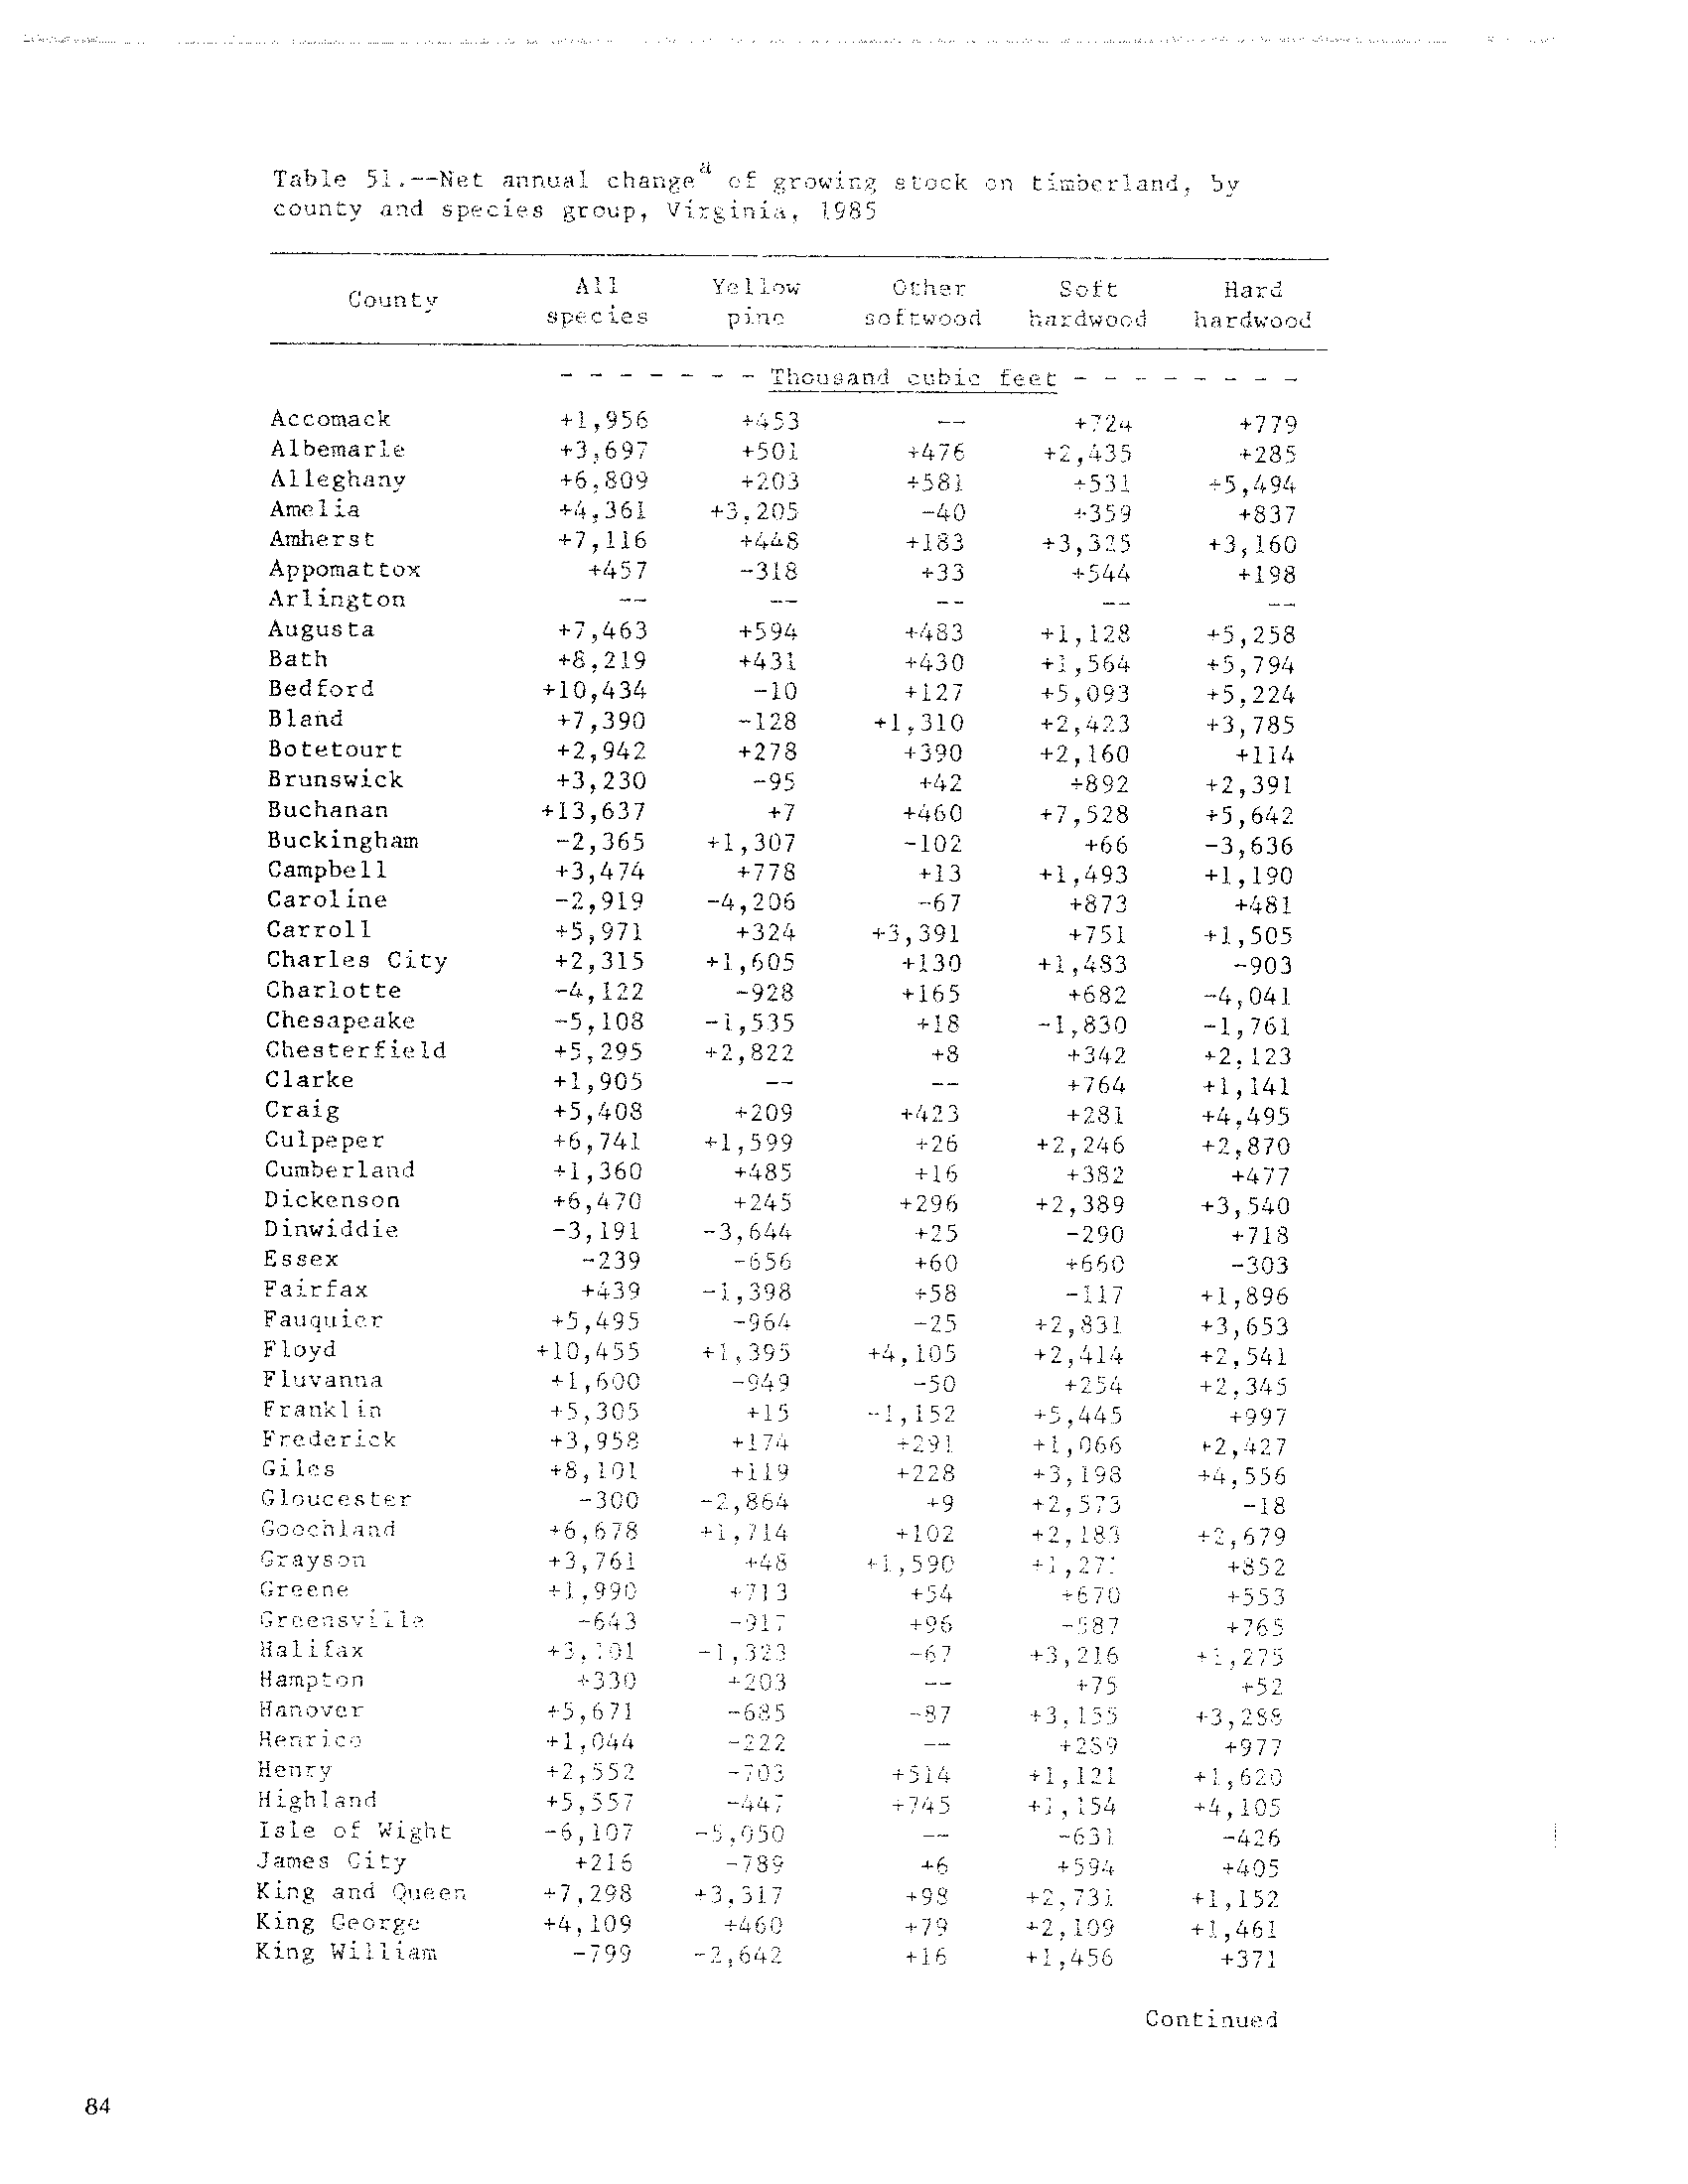 Table 51.--Net annual change^a of growing stock on timberland, by
county and species group, Virginia, 1985
County All species Yellow pine Other softwood Soft hardwood Hard hardwood
- - - - - - - Thousand cubic feet - - - - - - - -
Accomack +1,956 +453 -- +724 +779
Albemarle +3,697 +501 +476 +2,435 +285
Alleghany +6,809 +203 +581 +531 +5,494
Amelia +4,361 +3,205 -40 +359 +837
Amherst +7,116 +448 +183 +3,325 +3,160
Appomattox +457 -318 +33 +544 +198
Arlington -- -- -- -- --
Augusta +7,463 +594 +483 +1,128 +5,258
Bath +8,219 +431 +430 +1,564 +5,794
Bedford +10,434 -10 +127 +5,093 +5,224
Bland +7,390 -128 +1,310 +2,423 +3,785
Botetourt +2,942 +278 +390 +2,160 +114
Brunswick +3,230 -95 +42 +892 +2,391
Buchanan +13,637 +7 +460 +7,528 +5,642
Buckingham -2,365 +1,307 -102 +66 -3,636
Campbell +3,474 +778 +13 +1,493 +1,190
Caroline -2,919 -4,206 -67 +873 +481
Carroll +5,971 +324 +3,391 +751 +1,505
Charles City +2,315 +1,605 +130 +1,483 -903
Charlotte -4,122 -928 +165 +682 -4,041
Chesapeake -5,108 -1,535 +18 -1,830 -1,761
Chesterfield +5,295 +2,822 +8 +342 +2,123
Clarke +1,905 -- -- +764 +1,141
Craig +5,408 +209 +423 +281 +4,495
Culpeper +6,741 +1,599 +26 +2,246 +2,870
Cumberland +1,360 +485 +16 +382 +477
Dickenson +6,470 +245 +296 +2,389 +3,540
Dinwiddie -3,191 -3,644 +25 -290 +718
Essex -239 -656 +60 +660 -303
Fairfax +439 -1,398 +58 -117 +1,896
Fauquier +5,495 -964 -25 +2,831 +3,653
Floyd +10,455 +1,395 +4,105 +2,414 +2,541
Fluvanna +1,600 -949 -50 +254 +2,345
Franklin +5,305 +15 -1,152 +5,445 +997
Frederick +3,958 +174 +291 +1,066 +2,427
Giles +8,101 +119 +228 +3,198 +4,556
Gloucester -300 -2,864 +9 +2,573 -18
Goochland +6,678 +1,714 +102 +2,183 +2,679
Grayson +3,761 +48 +1,590 +1,271 +852
Greene +1,990 +713 +54 +670 +553
Greensville -643 -917 +96 -587 +765
Halifax +3,101 -1,323 -67 +3,216 +1,275
Hampton +330 +203 -- +75 +52
Hanover +5,671 -685 -87 +3,155 +3,288
Henrico +1,044 -222 -- +289 +977
Henry +2,552 -703 +514 +1,121 +1,620
Highland +5,557 -447 +745 +1,154 +4,105
Isle of Wight -6,107 -5,050 -- -631 -426
James City +216 -789 +6 +594 +405
King and Queen +7,298 +3,317 +98 +2,731 +1,152
King George +4,109 +460 +79 +2,109 +1,461
King William -799 -2,642 +16 +1,456 +371
Continued
84